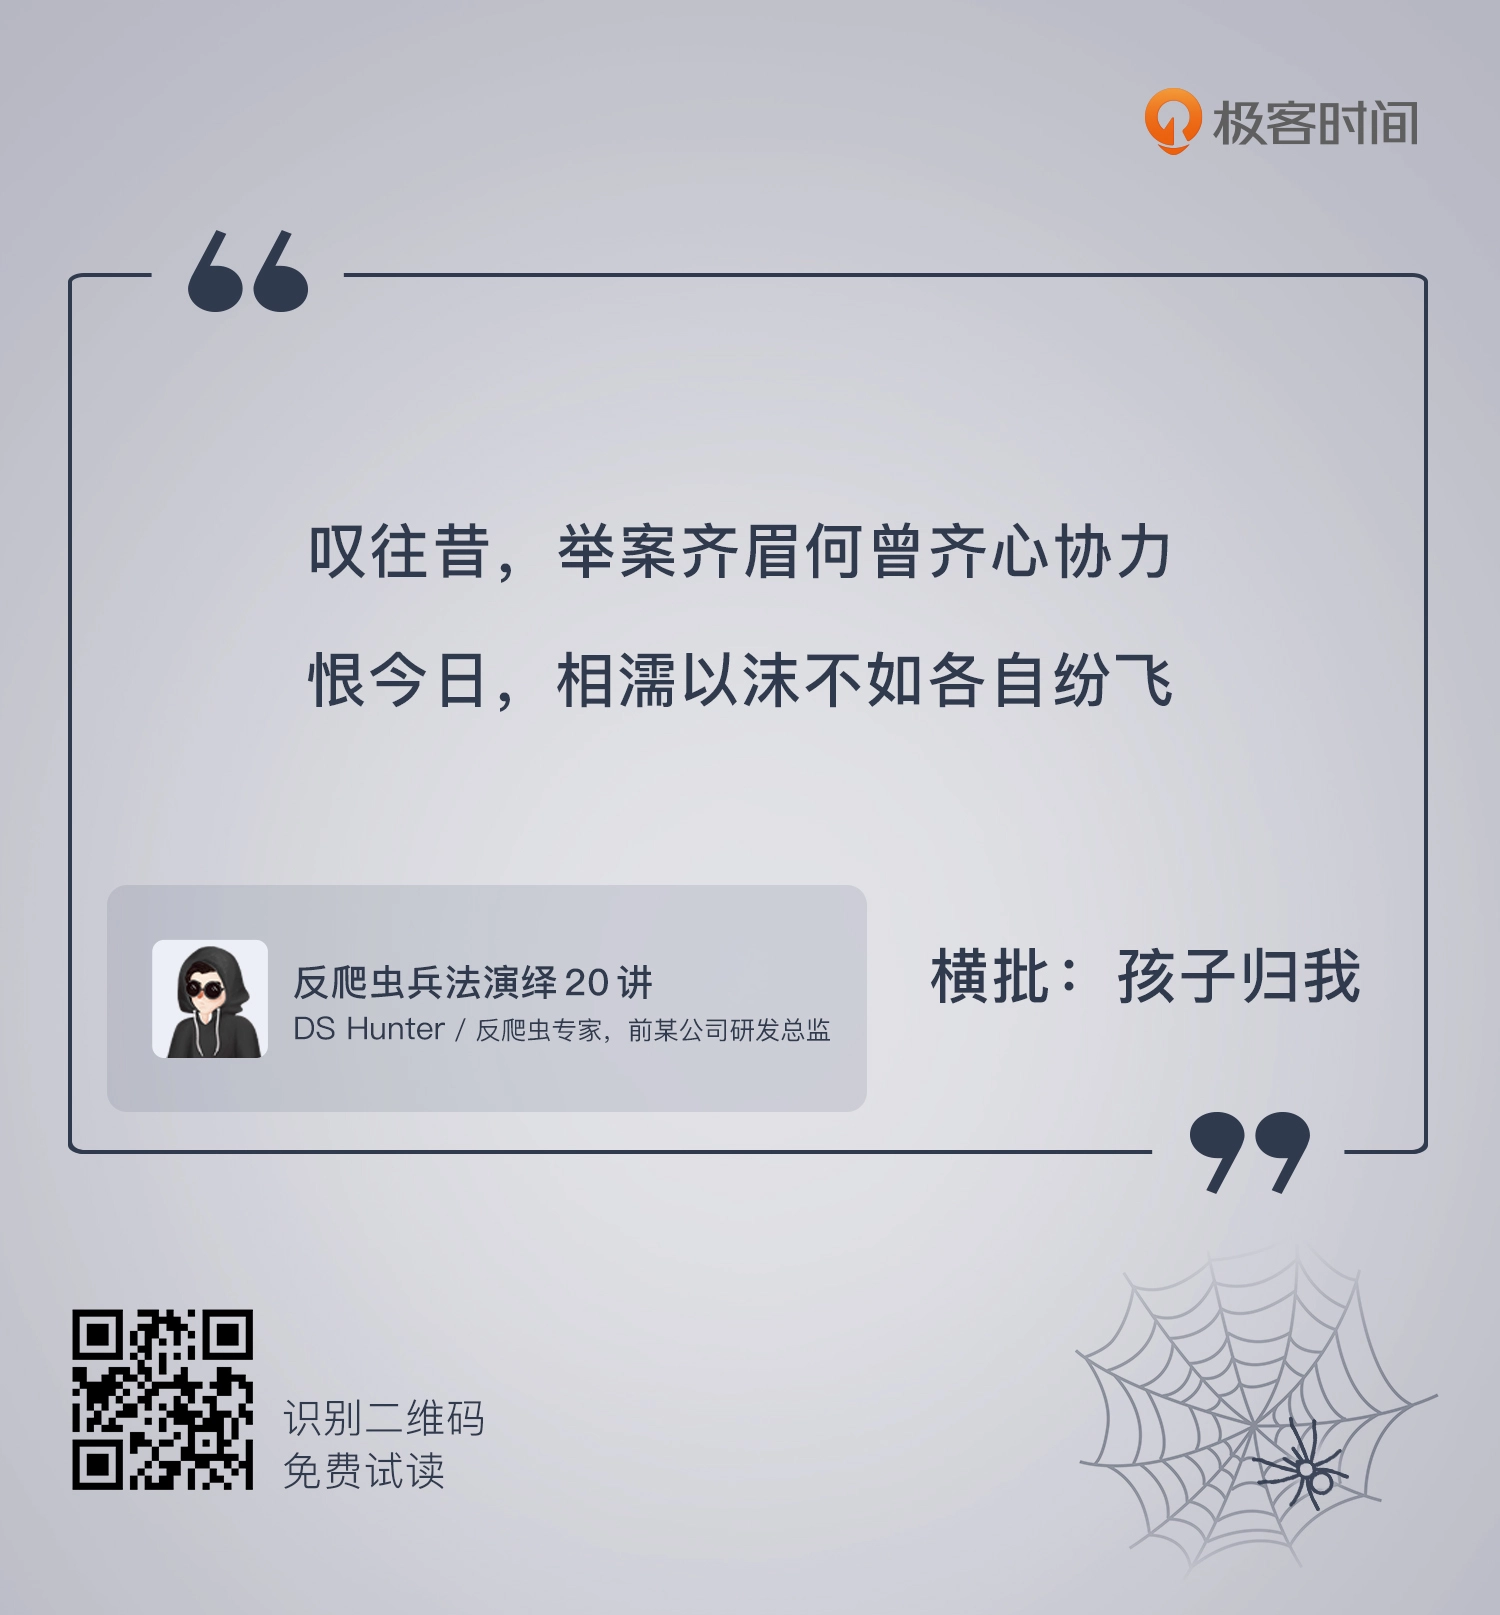 极客时间
叹往昔，举案齐眉何曾齐心协力
恨今日，相濡以沫不如各自纷飞
反爬虫兵法演绎20讲
DS Hunter / 反爬虫专家，前某公司研发总监
横批：孩子归我
识别二维码
免费试读